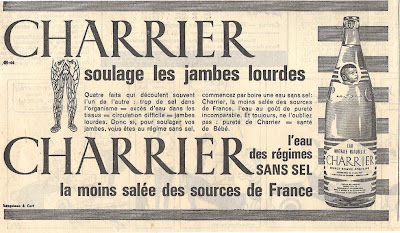 CHARRIER
soulage les jambes lourdes
Quatre faits qui découlent souvent
l'un de l'autre : trop de sel dans
l'organisme = excès d'eau dans les
tissus = circulation difficile = jambes
lourdes. Donc si, pour soulager vos
jambes, vous êtes au régime sans sel,
commencez par boire une eau sans sel:
Charrier, la moins salée des sources
de France, l'eau au goût de pureté
incomparable. Et toujours, ne l'oubliez
pas : pureté de Charrier = santé
de Bébé.
CHARRIER
l'eau
des régimes
SANS SEL
la moins salée des sources de France
EAU
MINÉRALE NATURELLE
CHARRIER